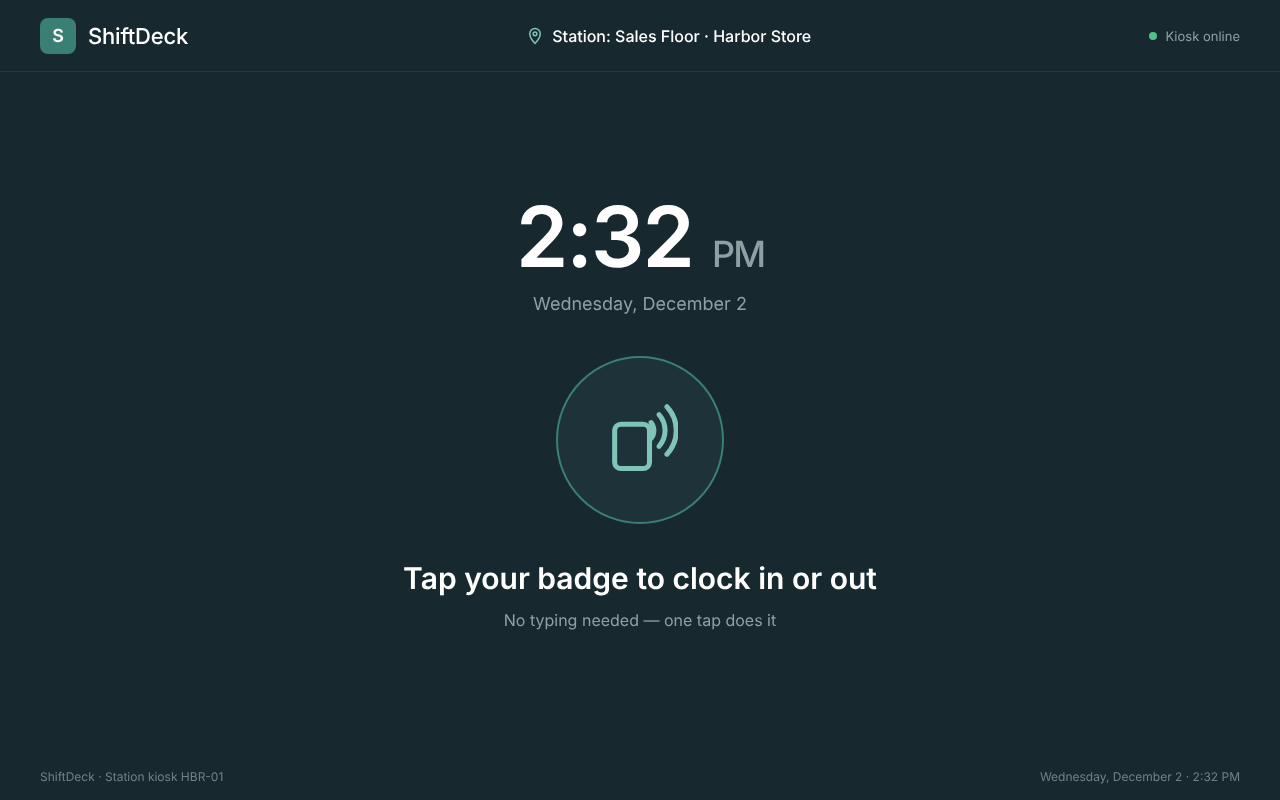 S ShiftDeck
Station: Sales Floor · Harbor Store
Kiosk online
2:32 PM
Wednesday, December 2
Tap your badge to clock in or out
No typing needed — one tap does it
ShiftDeck · Station kiosk HBR-01
Wednesday, December 2 · 2:32 PM